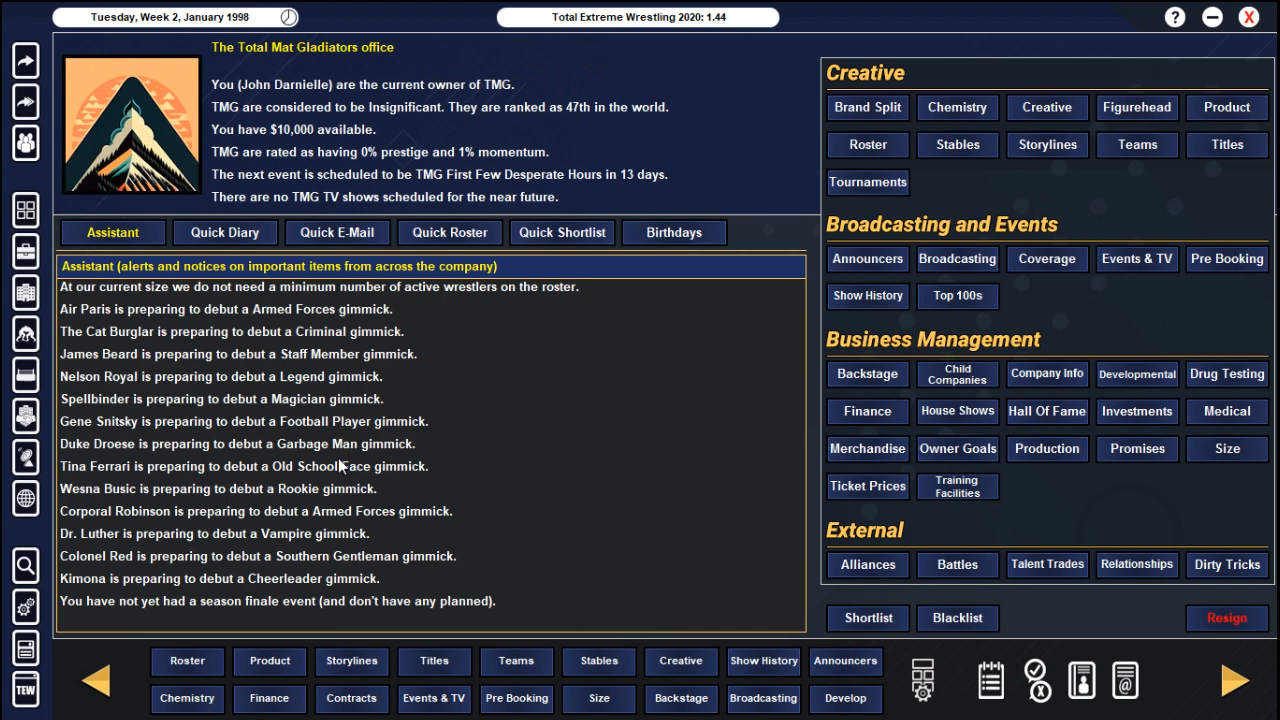 Tuesday, Week 2, January 1998
Total Extreme Wrestling 2020: 1.44
?
X
The Total Mat Gladiators office
You (John Darnielle) are the current owner of TMG.
TMG are considered to be Insignificant. They are ranked as 47th in the world.
You have $10,000 available.
TMG are rated as having 0% prestige and 1% momentum.
The next event is scheduled to be TMG First Few Desperate Hours in 13 days.
There are no TMG TV shows scheduled for the near future.
Assistant Quick Diary Quick E-Mail Quick Roster Quick Shortlist Birthdays
Assistant (alerts and notices on important items from across the company)
At our current size we do not need a minimum number of active wrestlers on the roster.
Air Paris is preparing to debut a Armed Forces gimmick.
The Cat Burglar is preparing to debut a Criminal gimmick.
James Beard is preparing to debut a Staff Member gimmick.
Nelson Royal is preparing to debut a Legend gimmick.
Spellbinder is preparing to debut a Magician gimmick.
Gene Snitsky is preparing to debut a Football Player gimmick.
Duke Droese is preparing to debut a Garbage Man gimmick.
Tina Ferrari is preparing to debut a Old School Face gimmick.
Wesna Busic is preparing to debut a Rookie gimmick.
Corporal Robinson is preparing to debut a Armed Forces gimmick.
Dr. Luther is preparing to debut a Vampire gimmick.
Colonel Red is preparing to debut a Southern Gentleman gimmick.
Kimona is preparing to debut a Cheerleader gimmick.
You have not yet had a season finale event (and don't have any planned).
Creative
Brand Split Chemistry Creative Figurehead Product
Roster Stables Storylines Teams Titles
Tournaments
Broadcasting and Events
Announcers Broadcasting Coverage Events & TV Pre Booking
Show History Top 100s
Business Management
Backstage Child Companies Company Info Developmental Drug Testing
Finance House Shows Hall Of Fame Investments Medical
Merchandise Owner Goals Production Promises Size
Ticket Prices Training Facilities
External
Alliances Battles Talent Trades Relationships Dirty Tricks
Shortlist Blacklist Resign
TEW
Roster Product Storylines Titles Teams Stables Creative Show History Announcers
Chemistry Finance Contracts Events & TV Pre Booking Size Backstage Broadcasting Develop